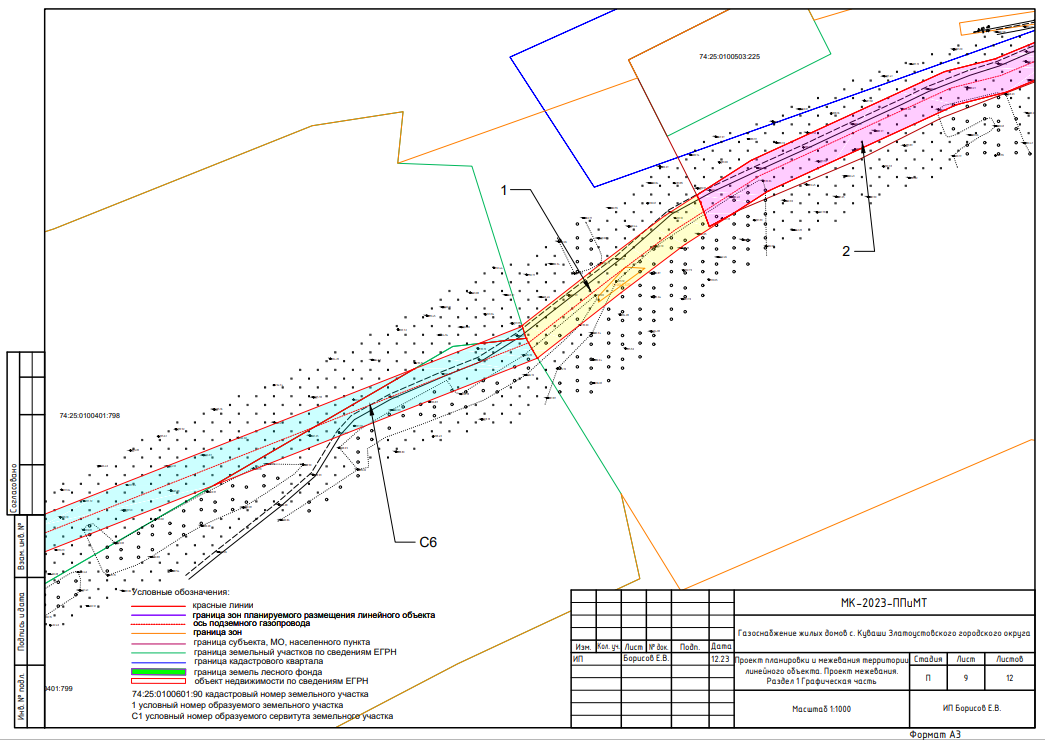 74:25:0100503:225
1
2
74:25:0100401:798
С6
401:799
Согласовано
Взам. инв. №
Подпись и дата
Инв. № подл.
Условные обозначения:
красные линии
граница зон планируемого размещения линейного объекта
ось подземного газопровода
граница зон
граница субъекта, МО, населенного пункта
граница земельный участков по сведениям ЕГРН
граница кадастрового квартала
граница земель лесного фонда
объект недвижимости по сведениям ЕГРН
74:25:0100601:90 кадастровый номер земельного участка
1 условный номер образуемого земельного участка
С1 условный номер образуемого сервитута земельного участка
МК-2023-ППиМТ
Газоснабжение жилых домов с. Куваши Златоустовского городского округа
Изм. Кол. уч. Лист № док. Подп. Дата
ИП Борисов Е.В. 12.23
Проект планировки и межевания территории
линейного объекта. Проект межевания.
Раздел 1 Графическая часть
Стадия Лист Листов
П 9 12
Масштаб 1:1000
ИП Борисов Е.В.
Формат А3